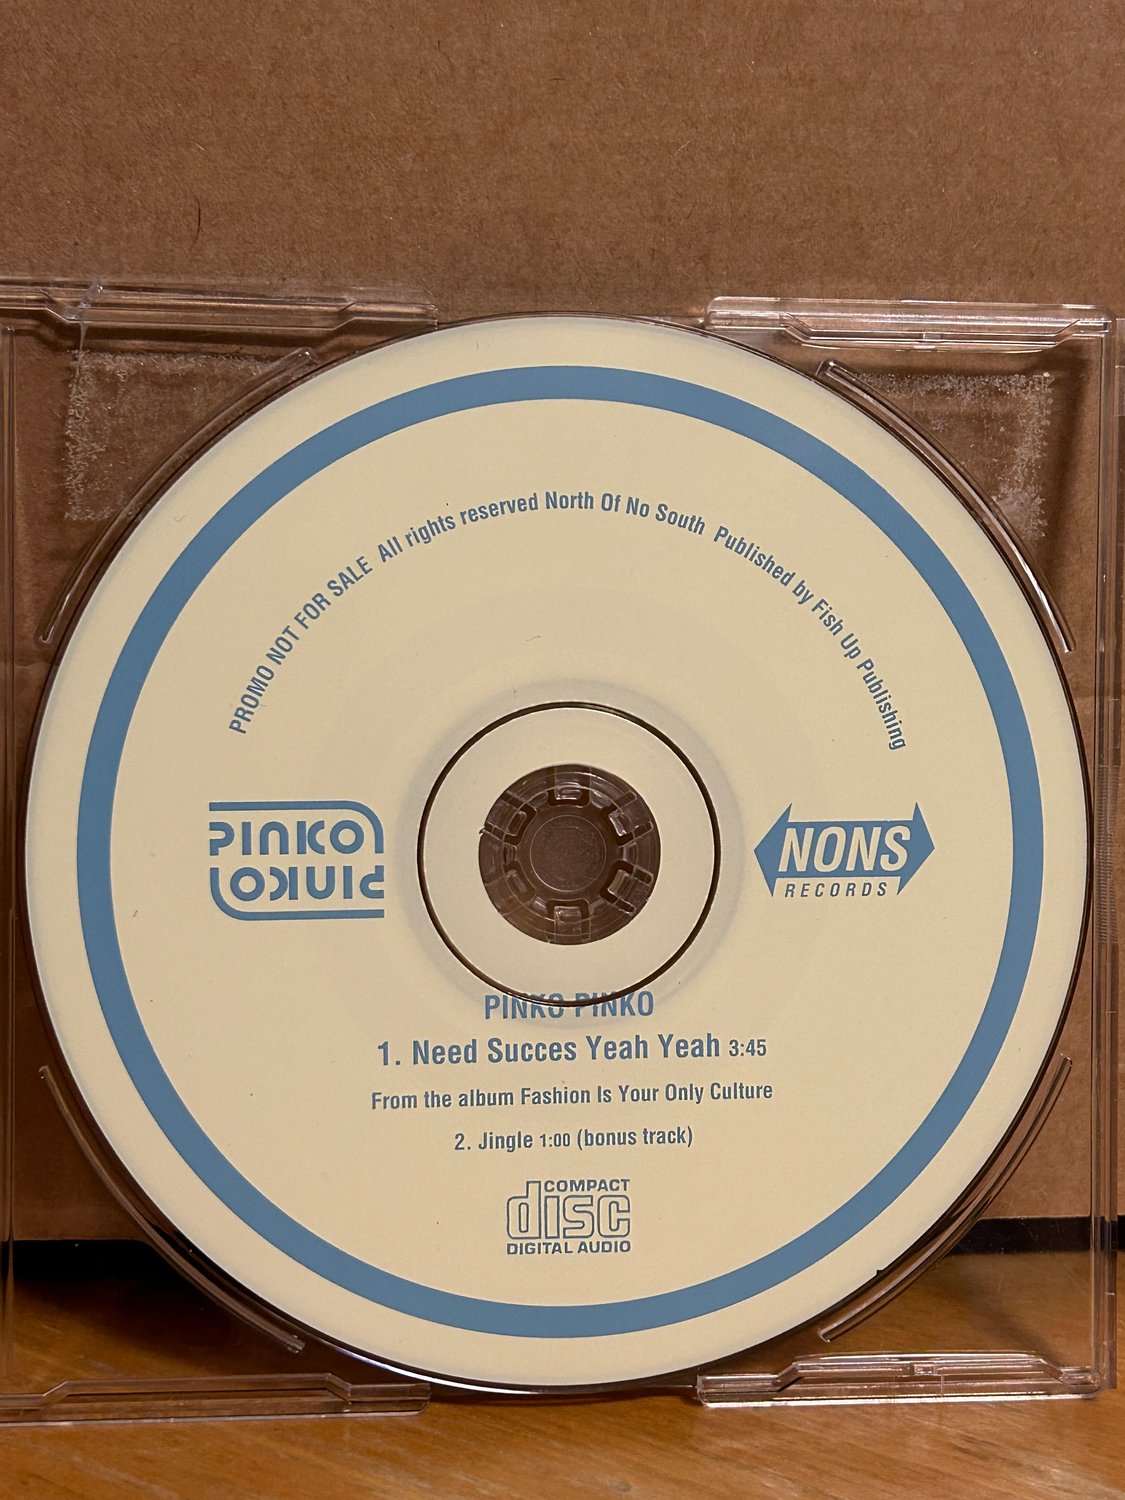 PROMO NOT FOR SALE All rights reserved North Of No South Published by Fish Up Publishing
PINKO
PINKO
NONS
RECORDS
PINKO PINKO
1. Need Succes Yeah Yeah 3:45
From the album Fashion Is Your Only Culture
2. Jingle 1:00 (bonus track)
COMPACT
disc
DIGITAL AUDIO